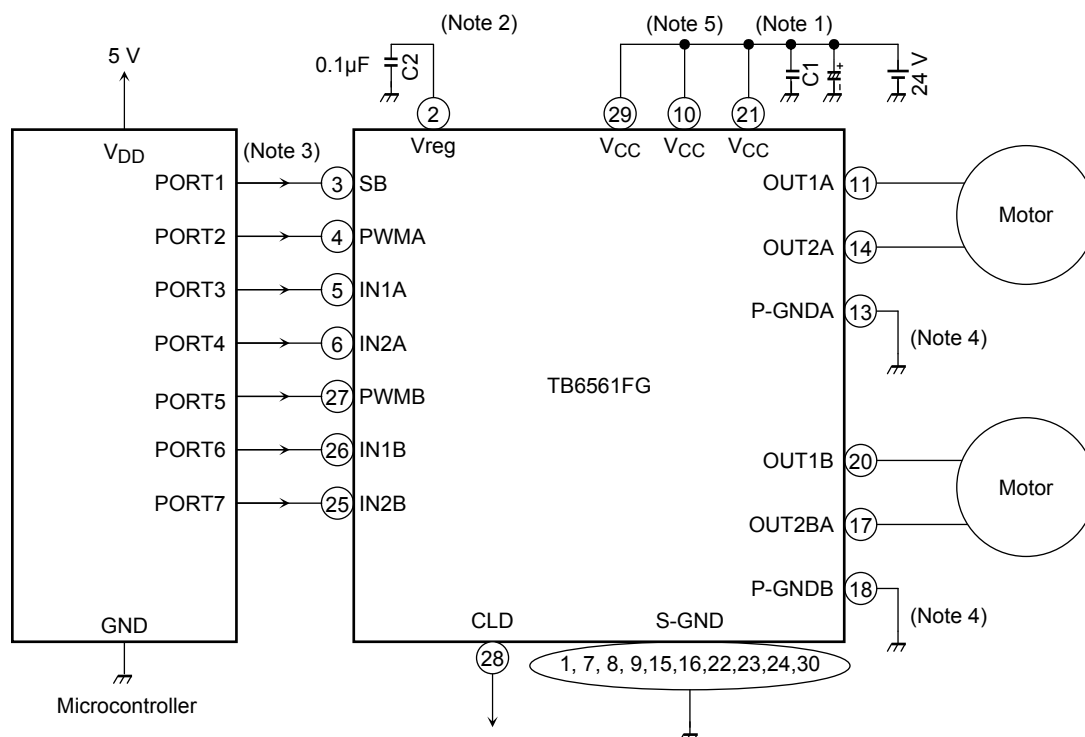 (Note 2)
(Note 5)
(Note 1)
5 V
0.1μF
C2
C1
+
24 V
2
29
10
21
VDD
(Note 3)
Vreg
VCC
VCC
VCC
PORT1
3
SB
OUT1A
11
Motor
PORT2
4
PWMA
OUT2A
14
PORT3
5
IN1A
P-GNDA
13
(Note 4)
PORT4
6
IN2A
TB6561FG
PORT5
27
PWMB
PORT6
26
IN1B
OUT1B
20
Motor
PORT7
25
IN2B
OUT2BA
17
P-GNDB
18
(Note 4)
GND
CLD
S-GND
28
1, 7, 8, 9,15,16,22,23,24,30
Microcontroller